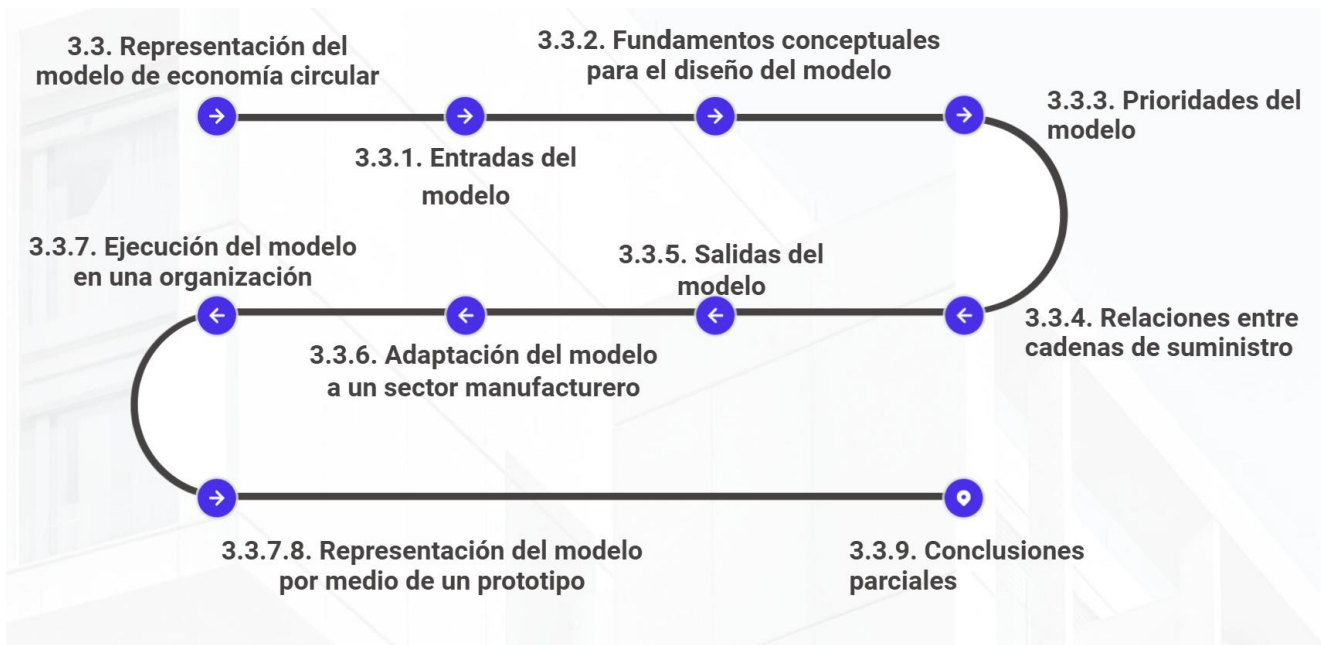 3.3. Representación del
modelo de economía circular
3.3.1. Entradas del
modelo
3.3.2. Fundamentos conceptuales
para el diseño del modelo
3.3.3. Prioridades del
modelo
3.3.4. Relaciones entre
cadenas de suministro
3.3.5. Salidas del
modelo
3.3.6. Adaptación del modelo
a un sector manufacturero
3.3.7. Ejecución del modelo
en una organización
3.3.7.8. Representación del modelo
por medio de un prototipo
3.3.9. Conclusiones
parciales